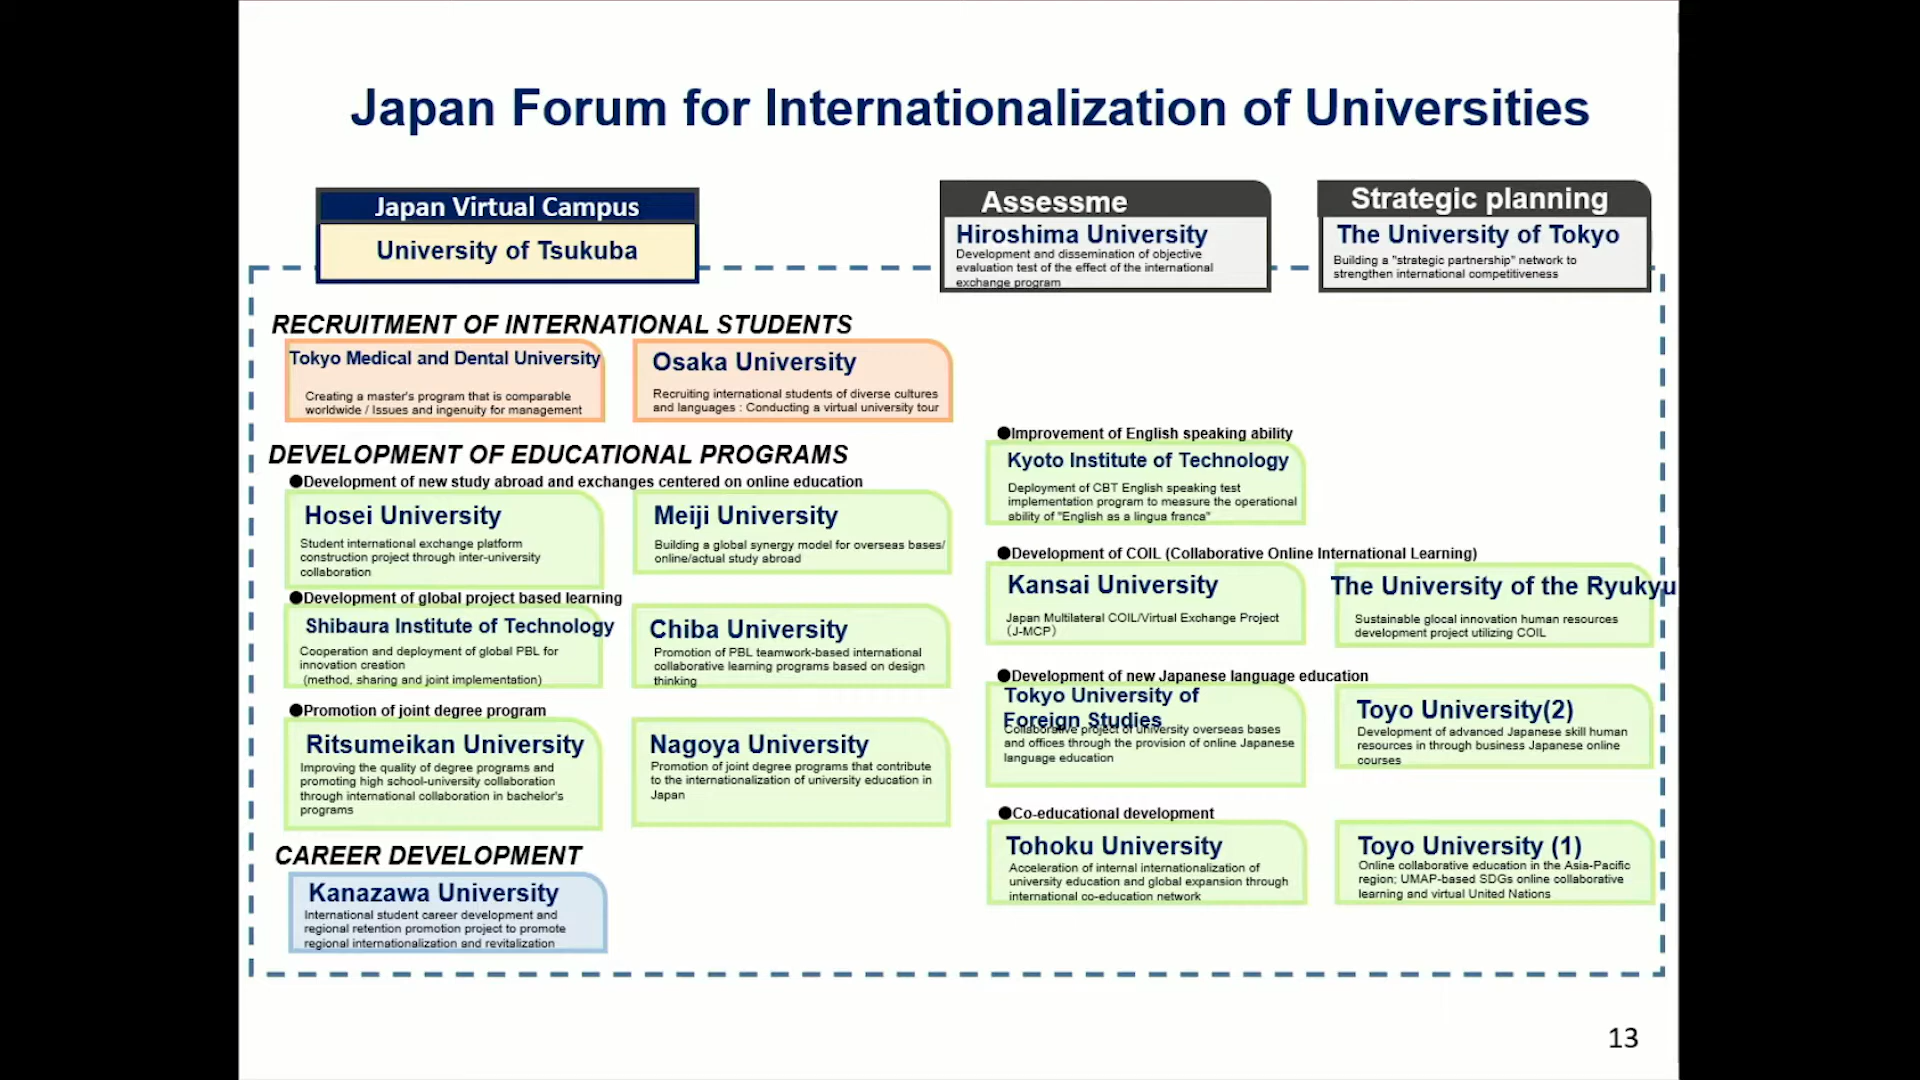 Japan Forum for Internationalization of Universities
Japan Virtual Campus
University of Tsukuba
Assessme
Hiroshima University
Development and dissemination of objective
evaluation test of the effect of the international
exchange program
Strategic planning
The University of Tokyo
Building a "strategic partnership" network to
strengthen international competitiveness
RECRUITMENT OF INTERNATIONAL STUDENTS
Tokyo Medical and Dental University
Creating a master's program that is comparable
worldwide / Issues and ingenuity for management
Osaka University
Recruiting international students of diverse cultures
and languages : Conducting a virtual university tour
DEVELOPMENT OF EDUCATIONAL PROGRAMS
●Development of new study abroad and exchanges centered on online education
Hosei University
Student international exchange platform
construction project through inter-university
collaboration
Meiji University
Building a global synergy model for overseas bases/
online/actual study abroad
●Development of global project based learning
Shibaura Institute of Technology
Cooperation and deployment of global PBL for
innovation creation
(method, sharing and joint implementation)
Chiba University
Promotion of PBL teamwork-based international
collaborative learning programs based on design
thinking
●Promotion of joint degree program
Ritsumeikan University
Improving the quality of degree programs and
promoting high school-university collaboration
through international collaboration in bachelor's
programs
Nagoya University
Promotion of joint degree programs that contribute
to the internationalization of university education in
Japan
CAREER DEVELOPMENT
Kanazawa University
International student career development and
regional retention promotion project to promote
regional internationalization and revitalization
●Improvement of English speaking ability
Kyoto Institute of Technology
Deployment of CBT English speaking test
implementation program to measure the operational
ability of "English as a lingua franca"
●Development of COIL (Collaborative Online International Learning)
Kansai University
Japan Multilateral COIL/Virtual Exchange Project
（J-MCP）
The University of the Ryukyu
Sustainable glocal innovation human resources
development project utilizing COIL
●Development of new Japanese language education
Tokyo University of
Foreign Studies
Collaborative project of university overseas bases
and offices through the provision of online Japanese
language education
Toyo University(2)
Development of advanced Japanese skill human
resources in through business Japanese online
courses
●Co-educational development
Tohoku University
Acceleration of internal internationalization of
university education and global expansion through
international co-education network
Toyo University (1)
Online collaborative education in the Asia-Pacific
region; UMAP-based SDGs online collaborative
learning and virtual United Nations
13